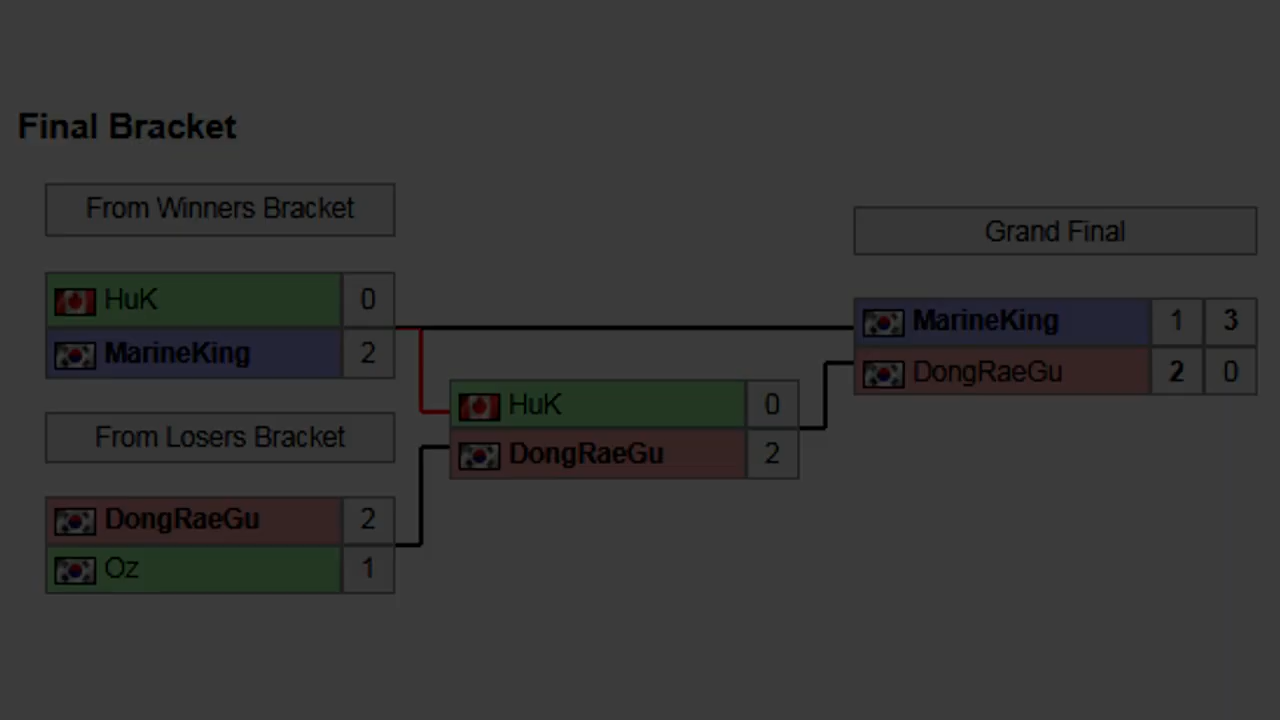 Final Bracket
From Winners Bracket
HuK 0
MarineKing 2
From Losers Bracket
DongRaeGu 2
Oz 1
HuK 0
DongRaeGu 2
Grand Final
MarineKing 1 3
DongRaeGu 2 0